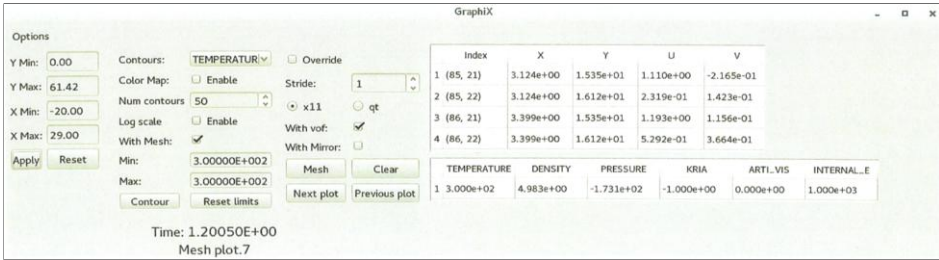 GraphiX
Options
Y Min: 0.00
Y Max: 61.42
X Min: -20.00
X Max: 29.00
Apply Reset
Contours: TEMPERATUR
Color Map: Enable
Num contours 50
Log scale Enable
With Mesh:
Min: 3.00000E+002
Max: 3.00000E+002
Contour Reset limits
Override
Stride: 1
x11 qt
With vof:
With Mirror:
Mesh Clear
Next plot Previous plot
Index X Y U V
1 (85, 21) 3.124e+00 1.535e+01 1.110e+00 -2.165e-01
2 (85, 22) 3.124e+00 1.612e+01 2.319e-01 1.423e-01
3 (86, 21) 3.399e+00 1.535e+01 1.193e+00 1.156e-01
4 (86, 22) 3.399e+00 1.612e+01 5.292e-01 3.664e-01
TEMPERATURE DENSITY PRESSURE KRIA ARTI_VIS INTERNAL_E
1 3.000e+02 4.983e+00 -1.731e+02 -1.000e+00 0.000e+00 1.000e+03
Time: 1.20050E+00
Mesh plot.7